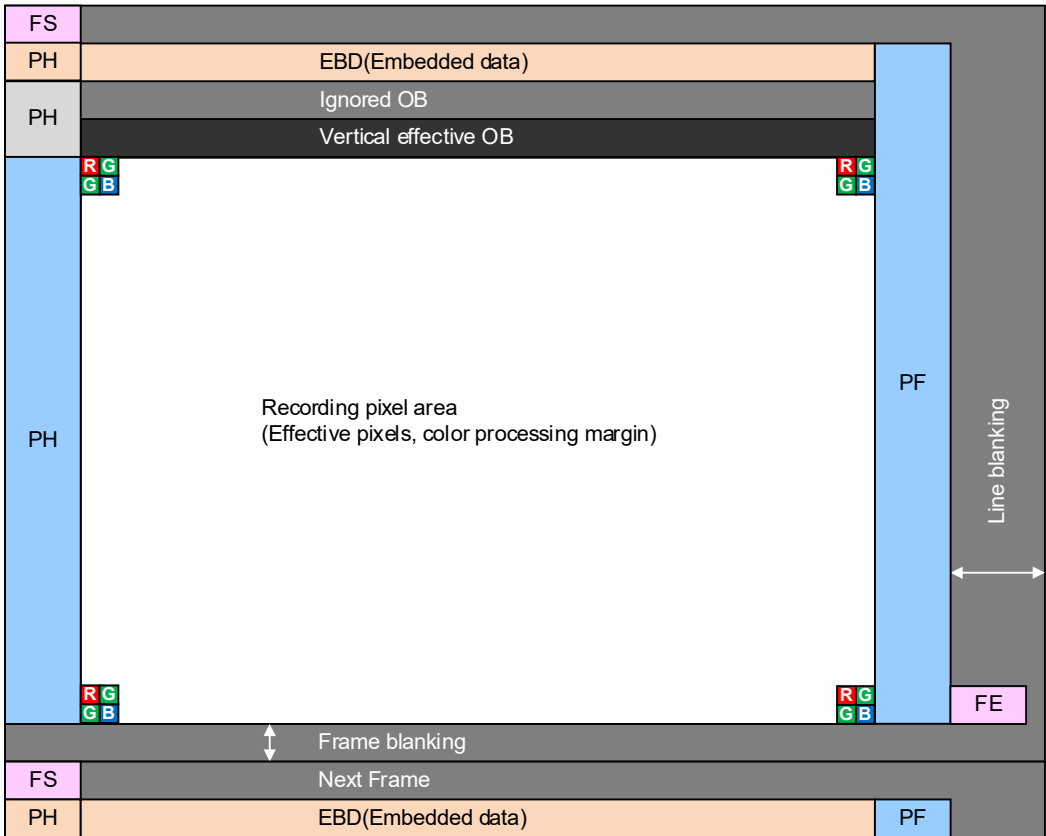 FS
PH EBD(Embedded data)
PH Ignored OB
Vertical effective OB
R G R G
G B G B
PF
Recording pixel area
(Effective pixels, color processing margin)
PH
Line blanking
R G R G
G B G B
FE
Frame blanking
FS Next Frame
PH EBD(Embedded data) PF